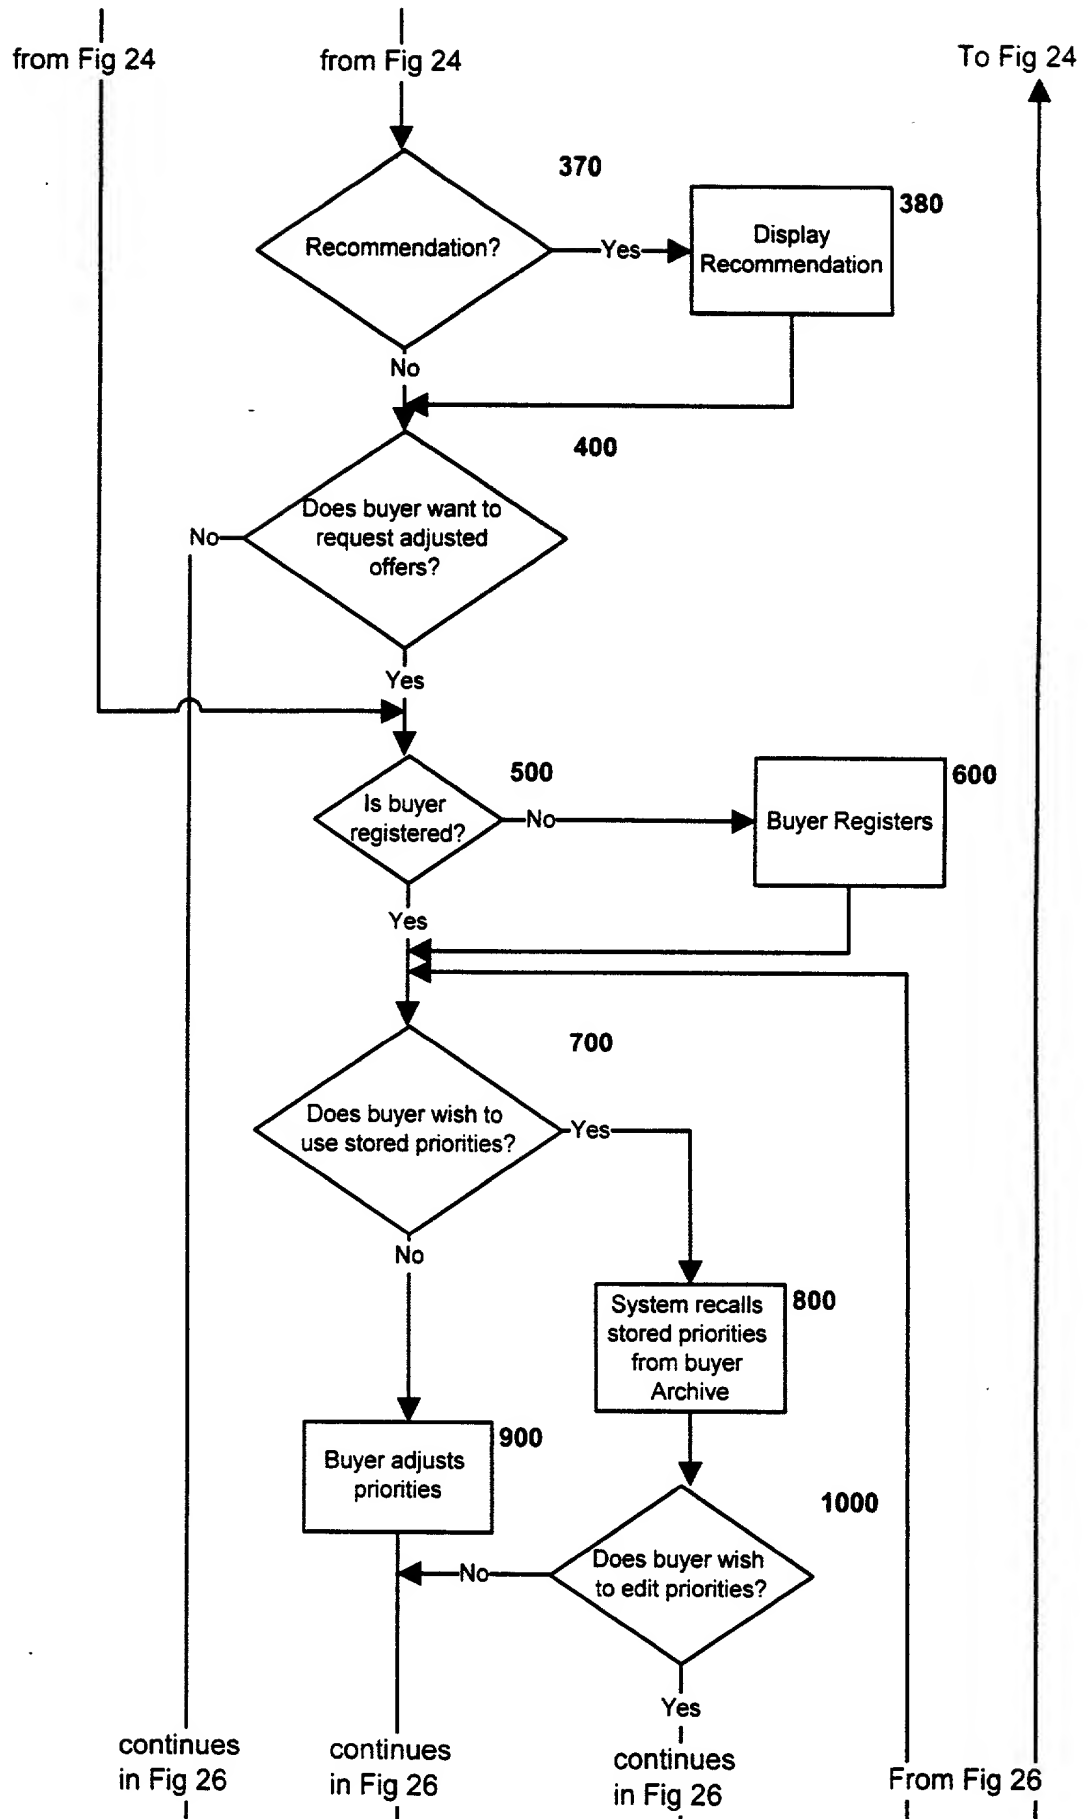 from Fig 24
from Fig 24
To Fig 24
370
380
Recommendation?
Yes
Display
Recommendation
No
400
Does buyer want to
request adjusted
offers?
No
Yes
500
600
Is buyer
registered?
No
Buyer Registers
Yes
700
Does buyer wish to
use stored priorities?
Yes
No
800
System recalls
stored priorities
from buyer
Archive
900
Buyer adjusts
priorities
1000
Does buyer wish
to edit priorities?
No
Yes
continues
in Fig 26
continues
in Fig 26
continues
in Fig 26
From Fig 26